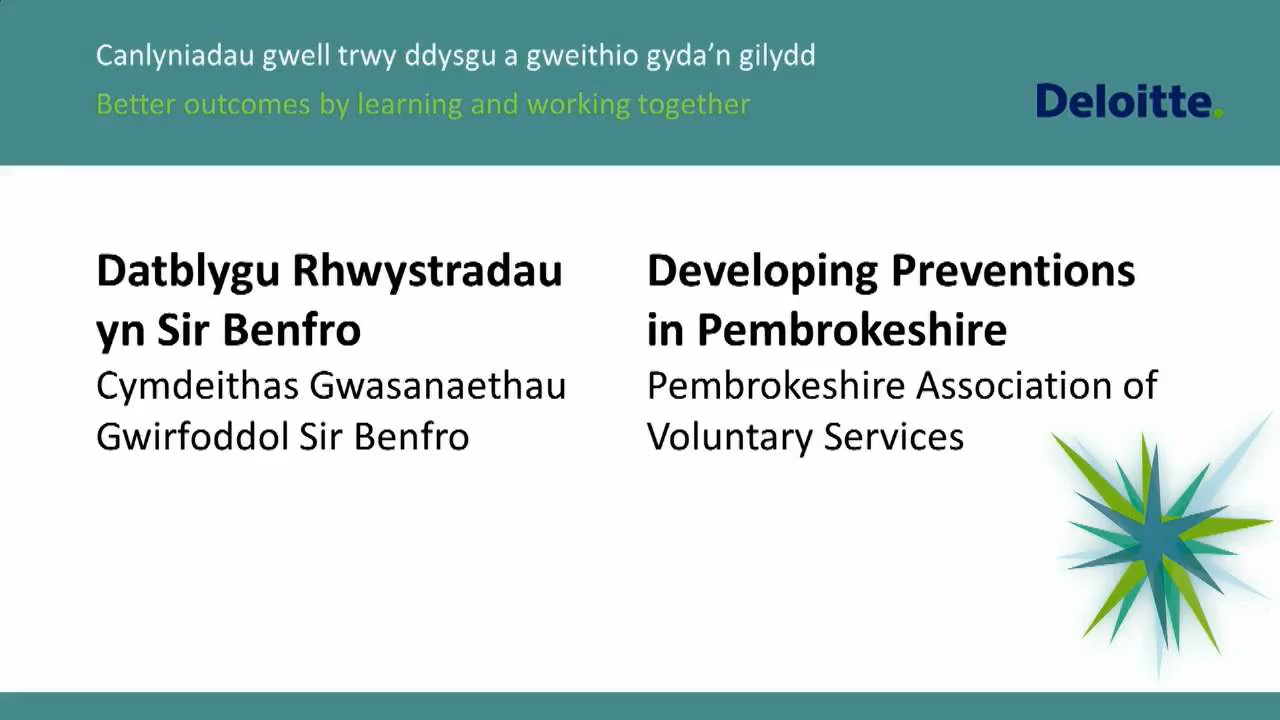 Canlyniadau gwell trwy ddysgu a gweithio gyda’n gilydd
Better outcomes by learning and working together
Deloitte.
Datblygu Rhwystradau
yn Sir Benfro
Cymdeithas Gwasanaethau
Gwirfoddol Sir Benfro
Developing Preventions
in Pembrokeshire
Pembrokeshire Association of
Voluntary Services